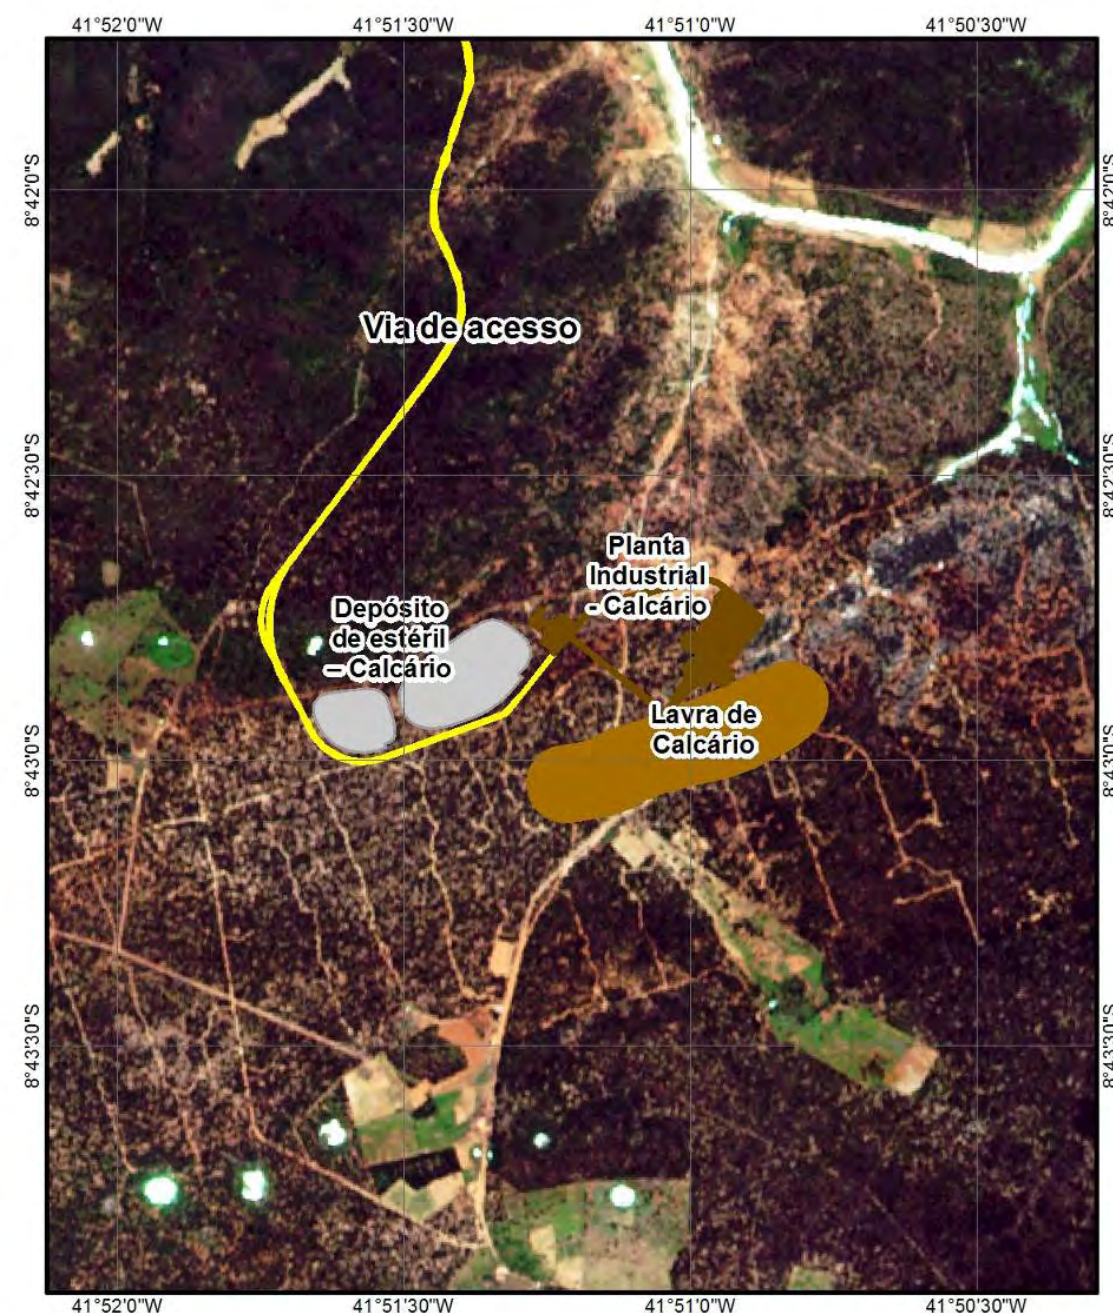 41°52'0"W 41°51'30"W 41°51'0"W 41°50'30"W
8°42'0"S 8°42'0"S
Via de acesso
8°42'30"S 8°42'30"S
Planta
Industrial
- Calcário
Depósito
de estéril
– Calcário
Lavra de
Calcário
8°43'0"S 8°43'0"S
8°43'30"S 8°43'30"S
41°52'0"W 41°51'30"W 41°51'0"W 41°50'30"W